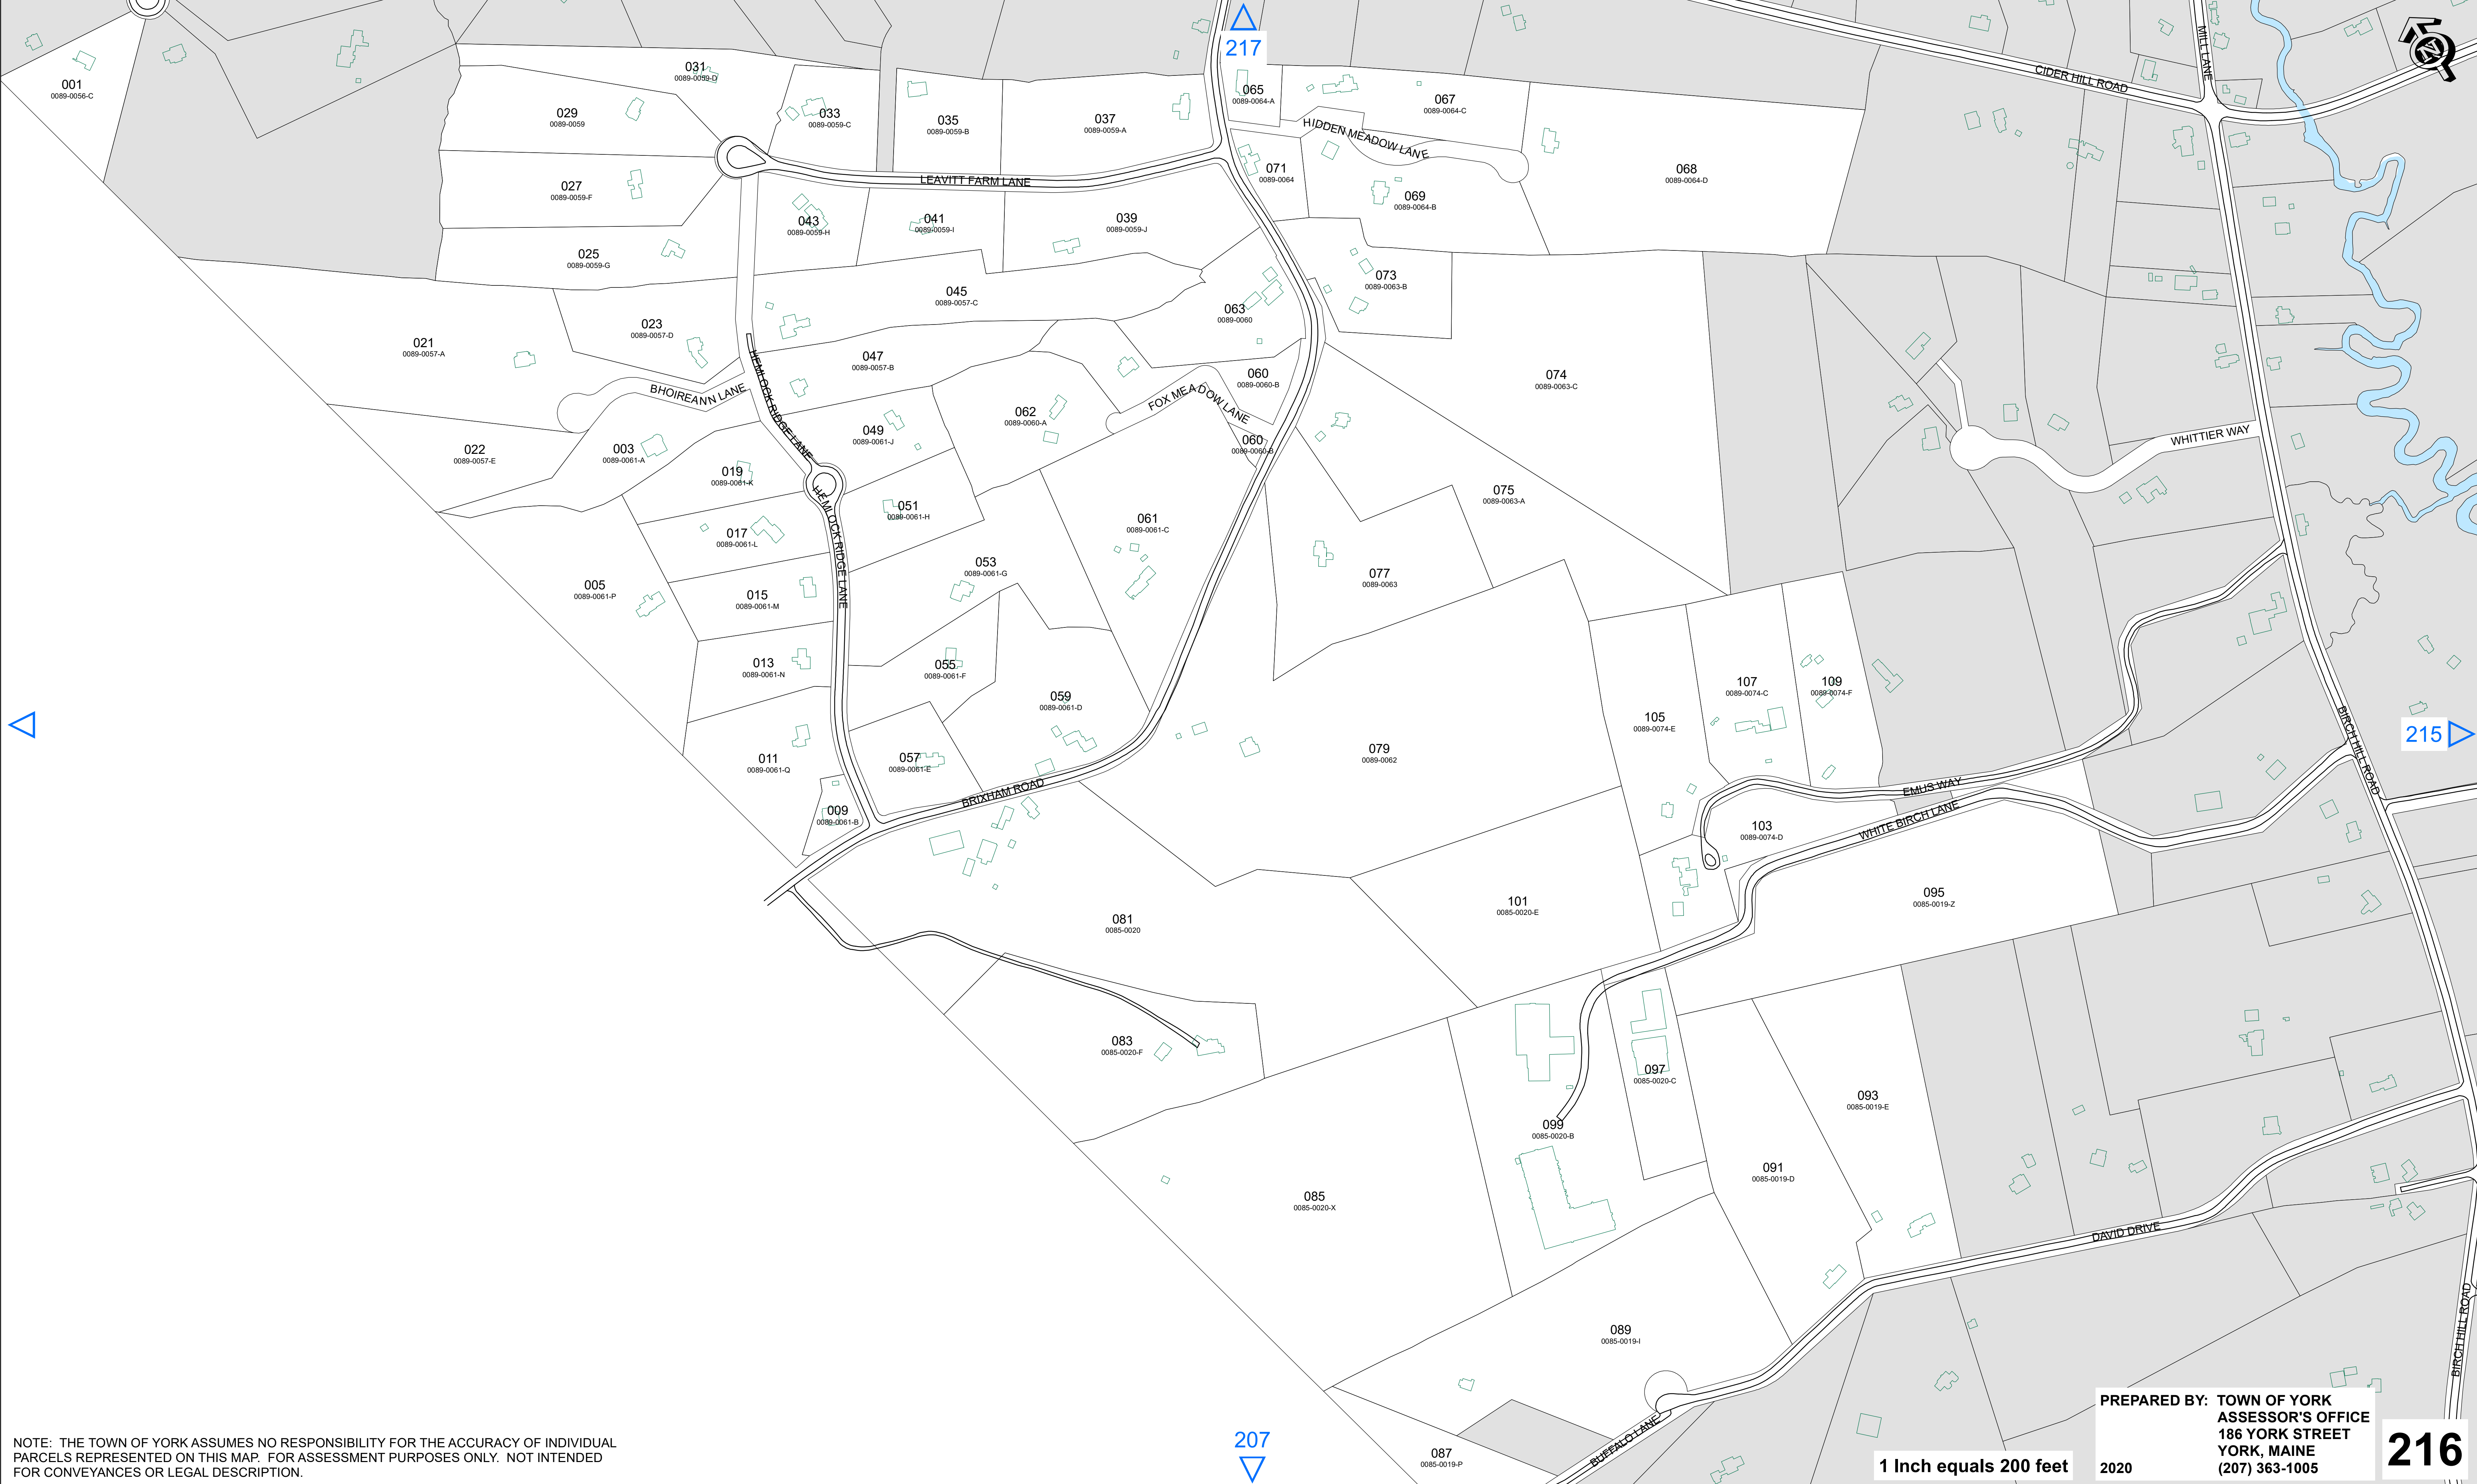 217
MILL LANE
CIDER HILL ROAD
001
0089-0056-C
031
0089-0059-D
029
0089-0059
033
0089-0059-C
035
0089-0059-B
037
0089-0059-A
065
0089-0064-A
067
0089-0064-C
HIDDEN MEADOW LANE
071
0089-0064
068
0089-0064-D
069
0089-0064-B
027
0089-0059-F
LEAVITT FARM LANE
043
0089-0059-H
041
0089-0059-I
039
0089-0059-J
025
0089-0059-G
045
0089-0057-C
073
0089-0063-B
063
0089-0060
023
0089-0057-D
021
0089-0057-A
047
0089-0057-B
060
0089-0060-B
074
0089-0063-C
BHOIREANN LANE
HEMLOCK RIDGE LANE
FOX MEADOW LANE
062
0089-0060-A
049
0089-0061-J
060
0089-0060-B
WHITTIER WAY
022
0089-0057-E
003
0089-0061-A
019
0089-0061-K
HEMLOCK RIDGE LANE
051
0089-0061-H
075
0089-0063-A
017
0089-0061-L
061
0089-0061-C
053
0089-0061-G
077
0089-0063
005
0089-0061-P
015
0089-0061-M
013
0089-0061-N
055
0089-0061-F
059
0089-0061-D
107
0089-0074-C
109
0089-0074-F
105
0089-0074-E
BIRCH HILL ROAD
215
079
0089-0062
011
0089-0061-Q
057
0089-0061-E
BRIXHAM ROAD
EMUS WAY
WHITE BIRCH LANE
009
0089-0061-B
103
0089-0074-D
095
0085-0019-Z
101
0085-0020-E
081
0085-0020
083
0085-0020-F
097
0085-0020-C
093
0085-0019-E
099
0085-0020-B
091
0085-0019-D
085
0085-0020-X
DAVID DRIVE
089
0085-0019-I
BIRCH HILL ROAD
BUFFALO LANE
087
0085-0019-P
207
NOTE: THE TOWN OF YORK ASSUMES NO RESPONSIBILITY FOR THE ACCURACY OF INDIVIDUAL
PARCELS REPRESENTED ON THIS MAP. FOR ASSESSMENT PURPOSES ONLY. NOT INTENDED
FOR CONVEYANCES OR LEGAL DESCRIPTION.
1 Inch equals 200 feet
PREPARED BY: TOWN OF YORK
ASSESSOR'S OFFICE
186 YORK STREET
YORK, MAINE
2020 (207) 363-1005
216
N